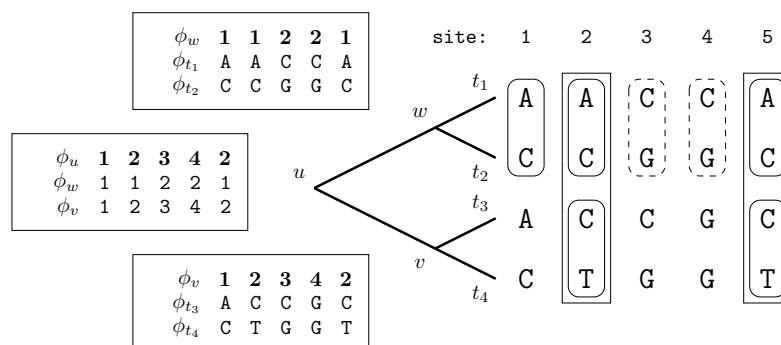 ϕw 1 1 2 2 1
ϕt1 A A C C A
ϕt2 C C G G C
site: 1 2 3 4 5
t1 A A C C A
w
C C G G C
t2
ϕu 1 2 3 4 2
ϕw 1 1 2 2 1
ϕv 1 2 3 4 2
u
t3 A C C G C
v
t4 C T G G T
ϕv 1 2 3 4 2
ϕt3 A C C G C
ϕt4 C T G G T